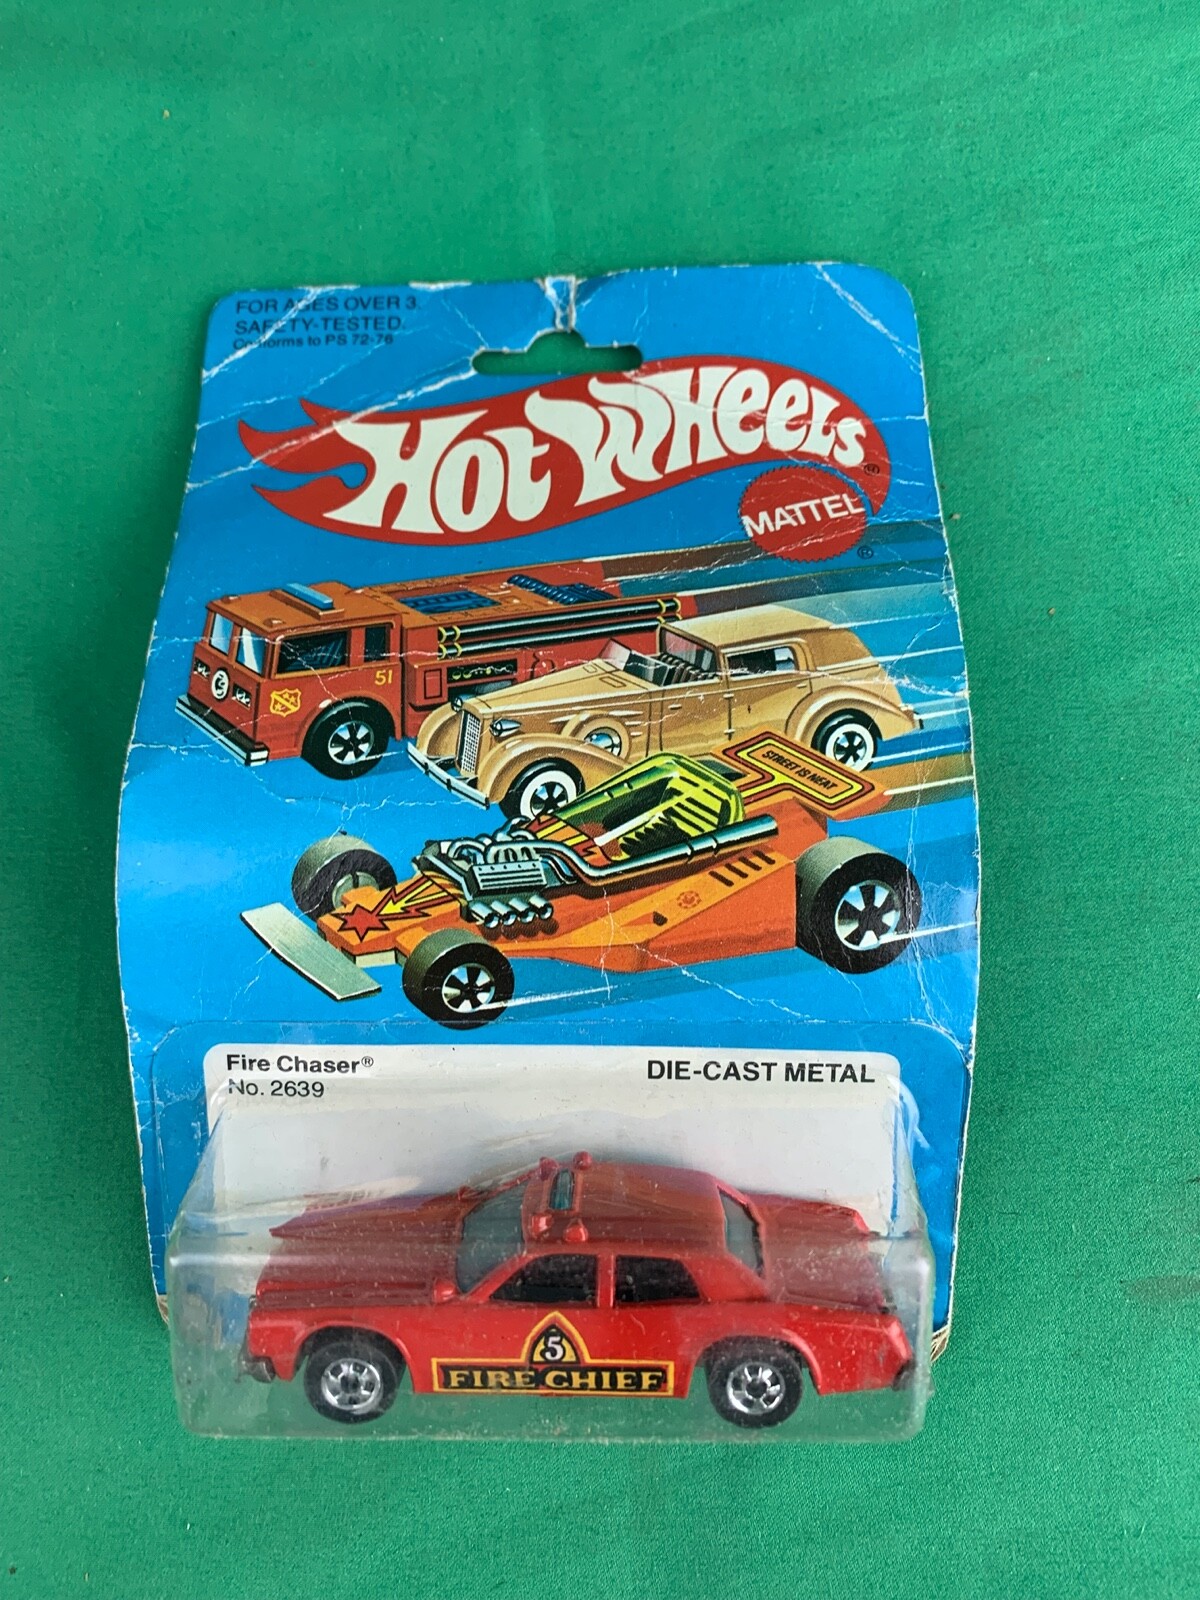 FOR AGES OVER 3.
SAFETY-TESTED.
Conforms to PS 72-76
HOT WHEELS®
MATTEL®
51
STREET IS NEAT
Fire Chaser®
No. 2639
DIE-CAST METAL
5
FIRE CHIEF